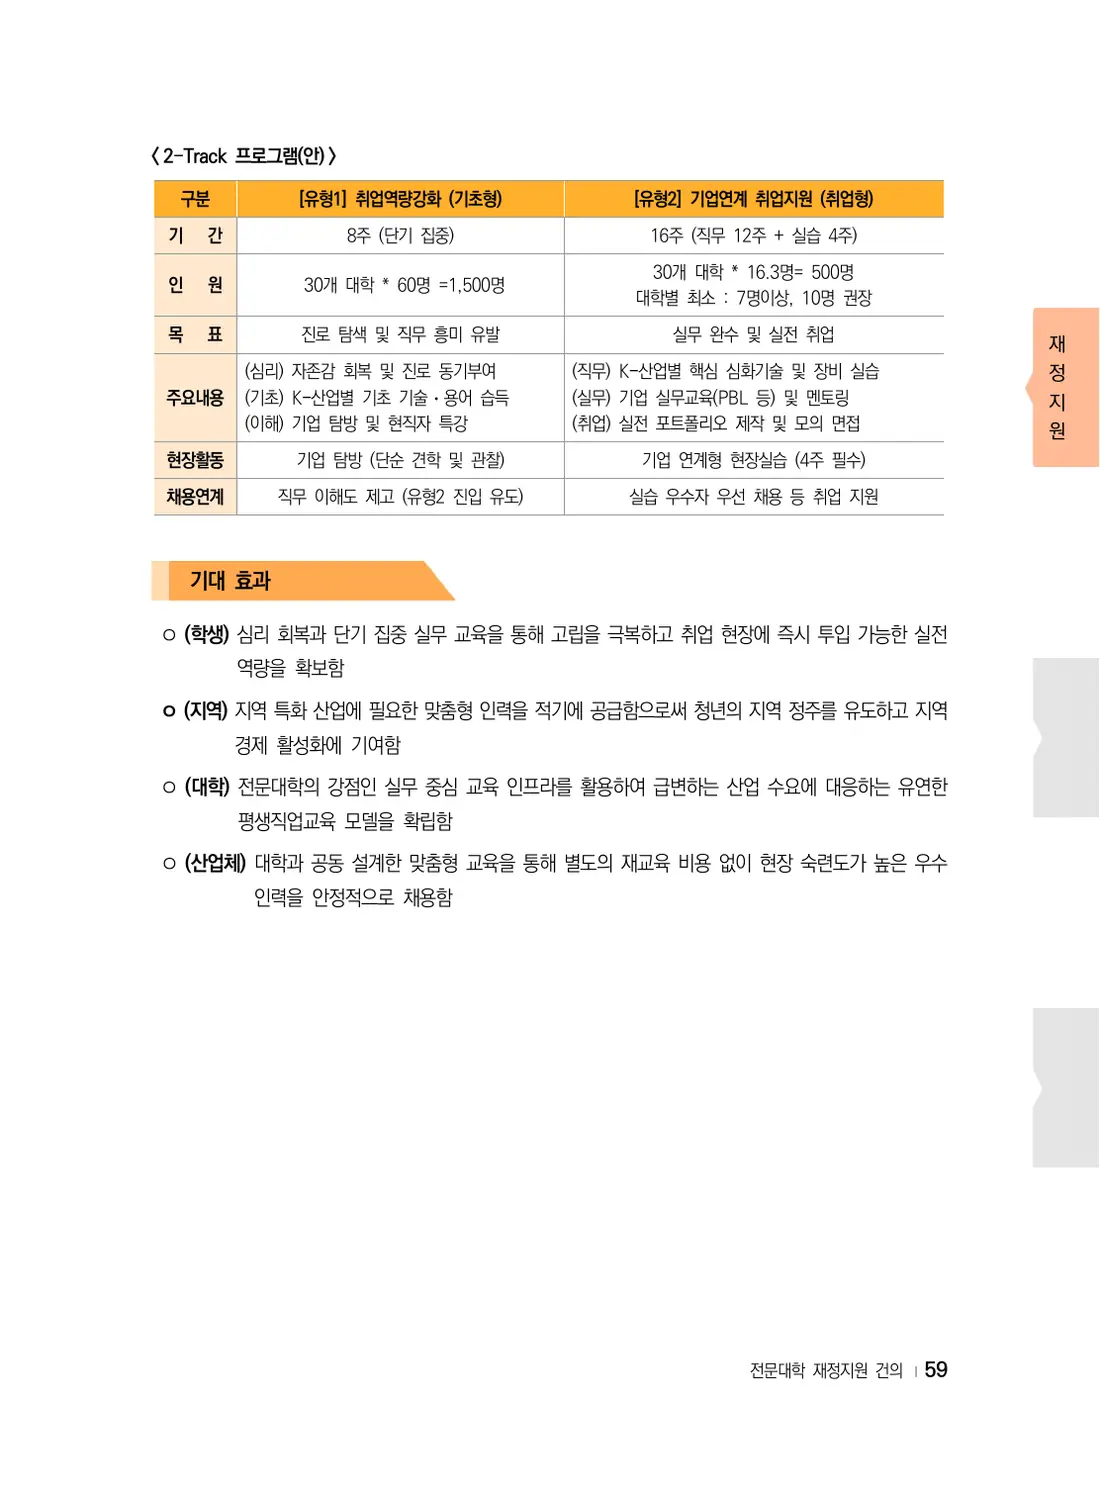 < 2-Track 프로그램(안) >
구분 [유형1] 취업역량강화 (기초형) [유형2] 기업연계 취업지원 (취업형)
기 간 8주 (단기 집중) 16주 (직무 12주 + 실습 4주)
인 원 30개 대학 * 60명 =1,500명 30개 대학 * 16.3명= 500명
대학별 최소 : 7명이상, 10명 권장
목 표 진로 탐색 및 직무 흥미 유발 실무 완수 및 실전 취업
주요내용 (심리) 자존감 회복 및 진로 동기부여
(기초) K-산업별 기초 기술·용어 습득
(이해) 기업 탐방 및 현직자 특강
(직무) K-산업별 핵심 심화기술 및 장비 실습
(실무) 기업 실무교육(PBL 등) 및 멘토링
(취업) 실전 포트폴리오 제작 및 모의 면접
현장활동 기업 탐방 (단순 견학 및 관찰) 기업 연계형 현장실습 (4주 필수)
채용연계 직무 이해도 제고 (유형2 진입 유도) 실습 우수자 우선 채용 등 취업 지원
기대 효과
ㅇ (학생) 심리 회복과 단기 집중 실무 교육을 통해 고립을 극복하고 취업 현장에 즉시 투입 가능한 실전
역량을 확보함
ㅇ (지역) 지역 특화 산업에 필요한 맞춤형 인력을 적기에 공급함으로써 청년의 지역 정주를 유도하고 지역
경제 활성화에 기여함
ㅇ (대학) 전문대학의 강점인 실무 중심 교육 인프라를 활용하여 급변하는 산업 수요에 대응하는 유연한
평생직업교육 모델을 확립함
ㅇ (산업체) 대학과 공동 설계한 맞춤형 교육을 통해 별도의 재교육 비용 없이 현장 숙련도가 높은 우수
인력을 안정적으로 채용함
재
정
지
원
전문대학 재정지원 건의 | 59